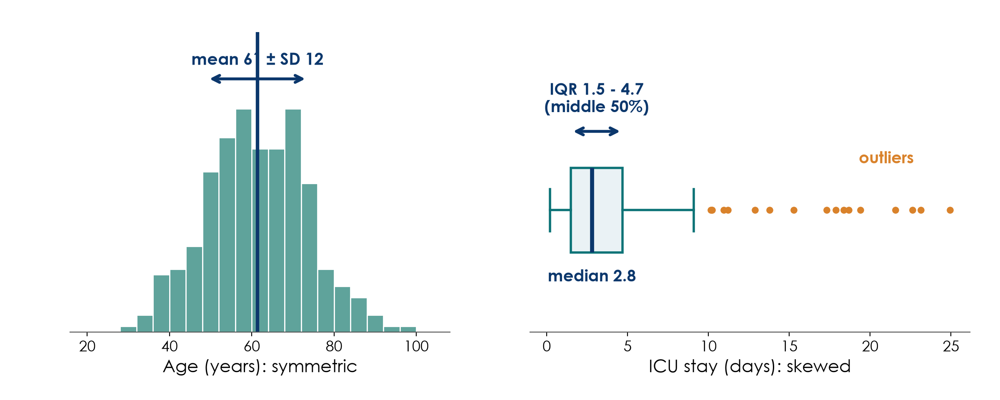 mean 61 ± SD 12
20 40 60 80 100
Age (years): symmetric
IQR 1.5 - 4.7
(middle 50%)
outliers
median 2.8
0 5 10 15 20 25
ICU stay (days): skewed